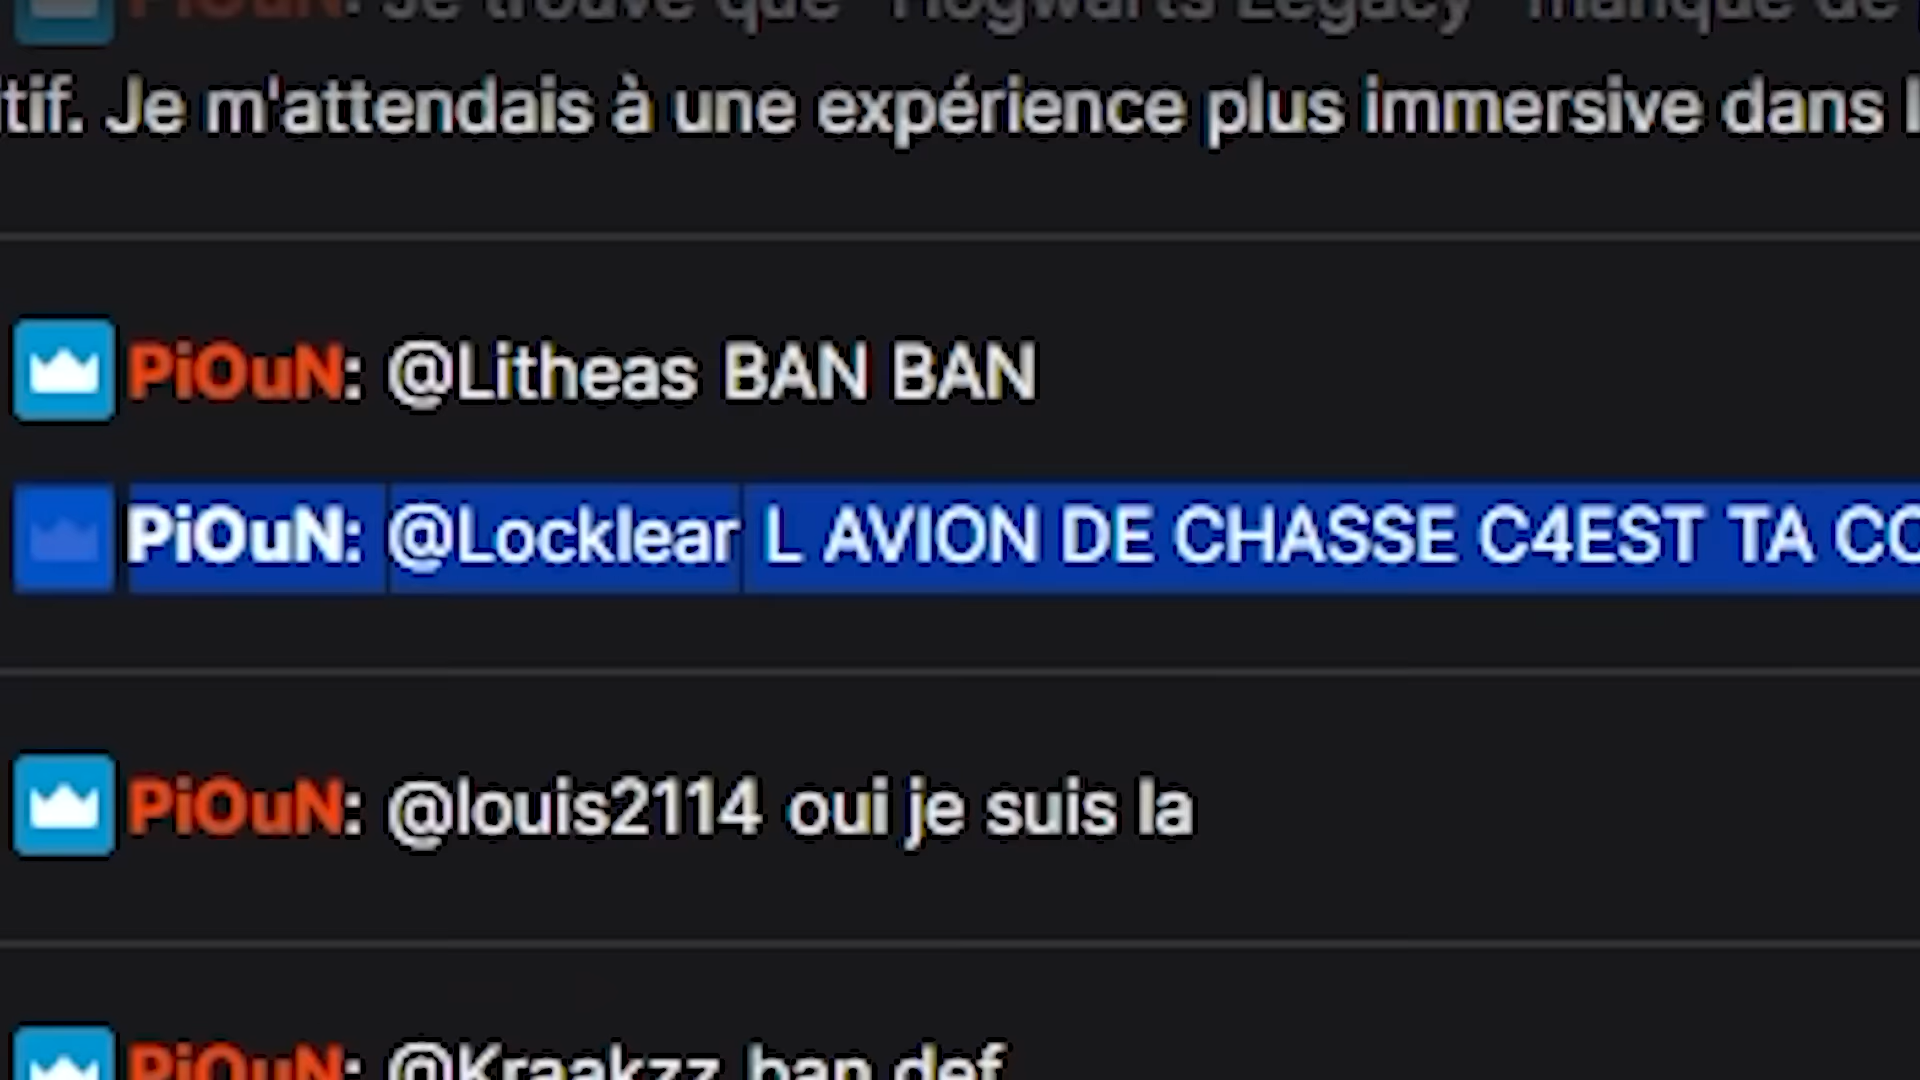 PiOuN: Je trouve que "Hogwarts Legacy" manque de
itif. Je m'attendais à une expérience plus immersive dans l
PiOuN: @Litheas BAN BAN
PiOuN: @Locklear L AVION DE CHASSE C4EST TA CO
PiOuN: @louis2114 oui je suis la
PiOuN: @Kraakzz ban def